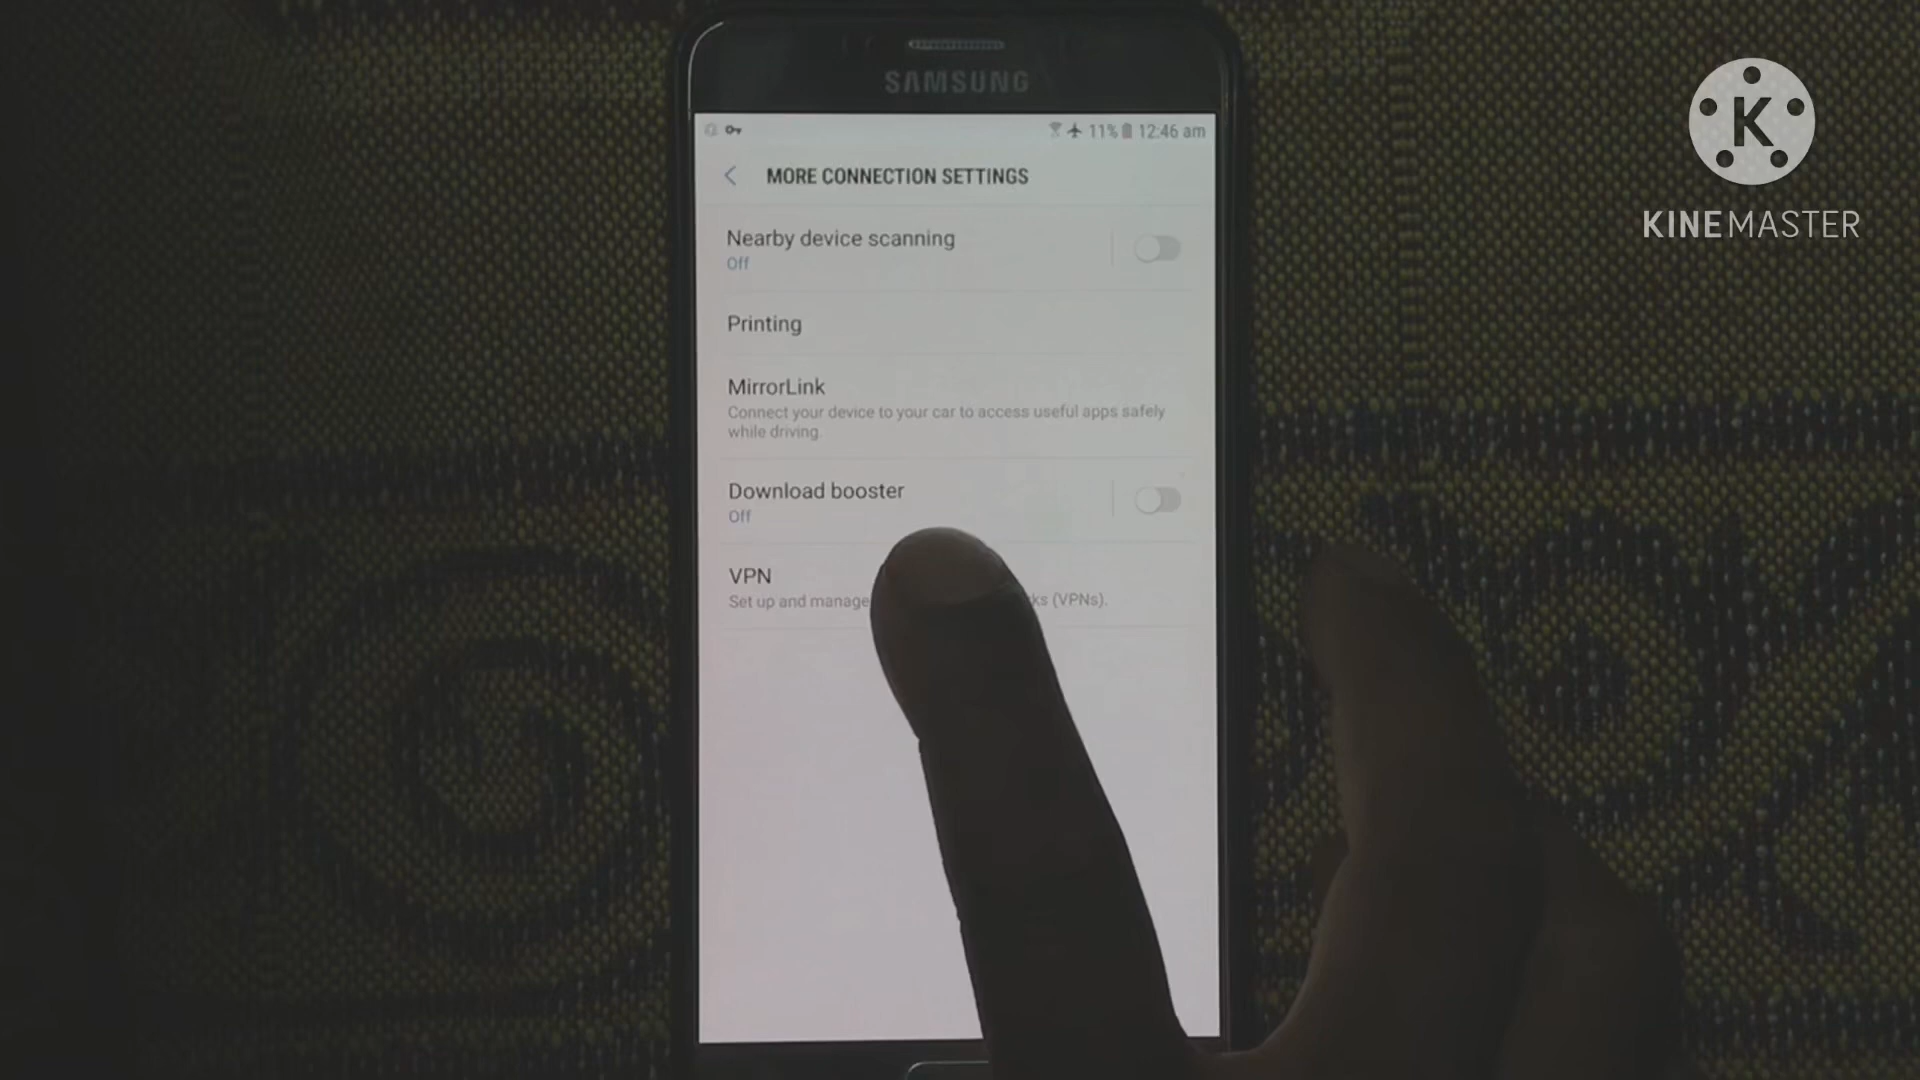 SAMSUNG
11% 12:46 am
MORE CONNECTION SETTINGS
Nearby device scanning
Off
Printing
MirrorLink
Connect your device to your car to access useful apps safely
while driving.
Download booster
Off
VPN
Set up and manage (VPNs).
K
KINEMASTER